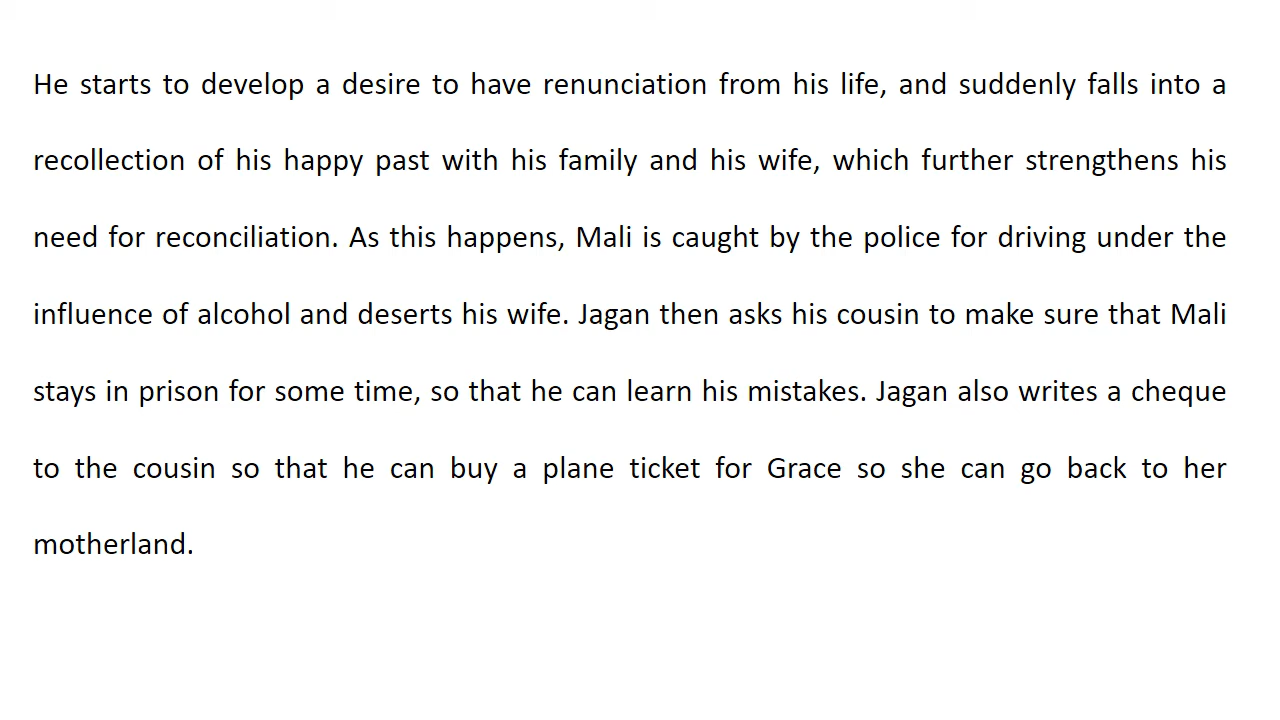 He starts to develop a desire to have renunciation from his life, and suddenly falls into a
recollection of his happy past with his family and his wife, which further strengthens his
need for reconciliation. As this happens, Mali is caught by the police for driving under the
influence of alcohol and deserts his wife. Jagan then asks his cousin to make sure that Mali
stays in prison for some time, so that he can learn his mistakes. Jagan also writes a cheque
to the cousin so that he can buy a plane ticket for Grace so she can go back to her
motherland.